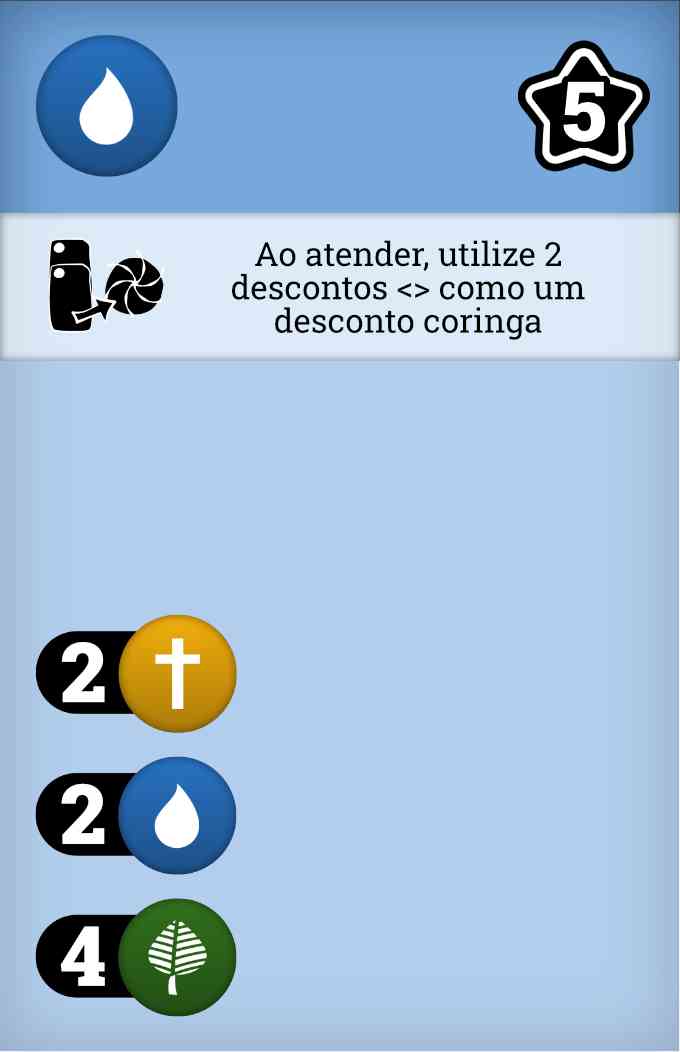 5
Ao atender, utilize 2
descontos <> como um
desconto coringa
2
2
4